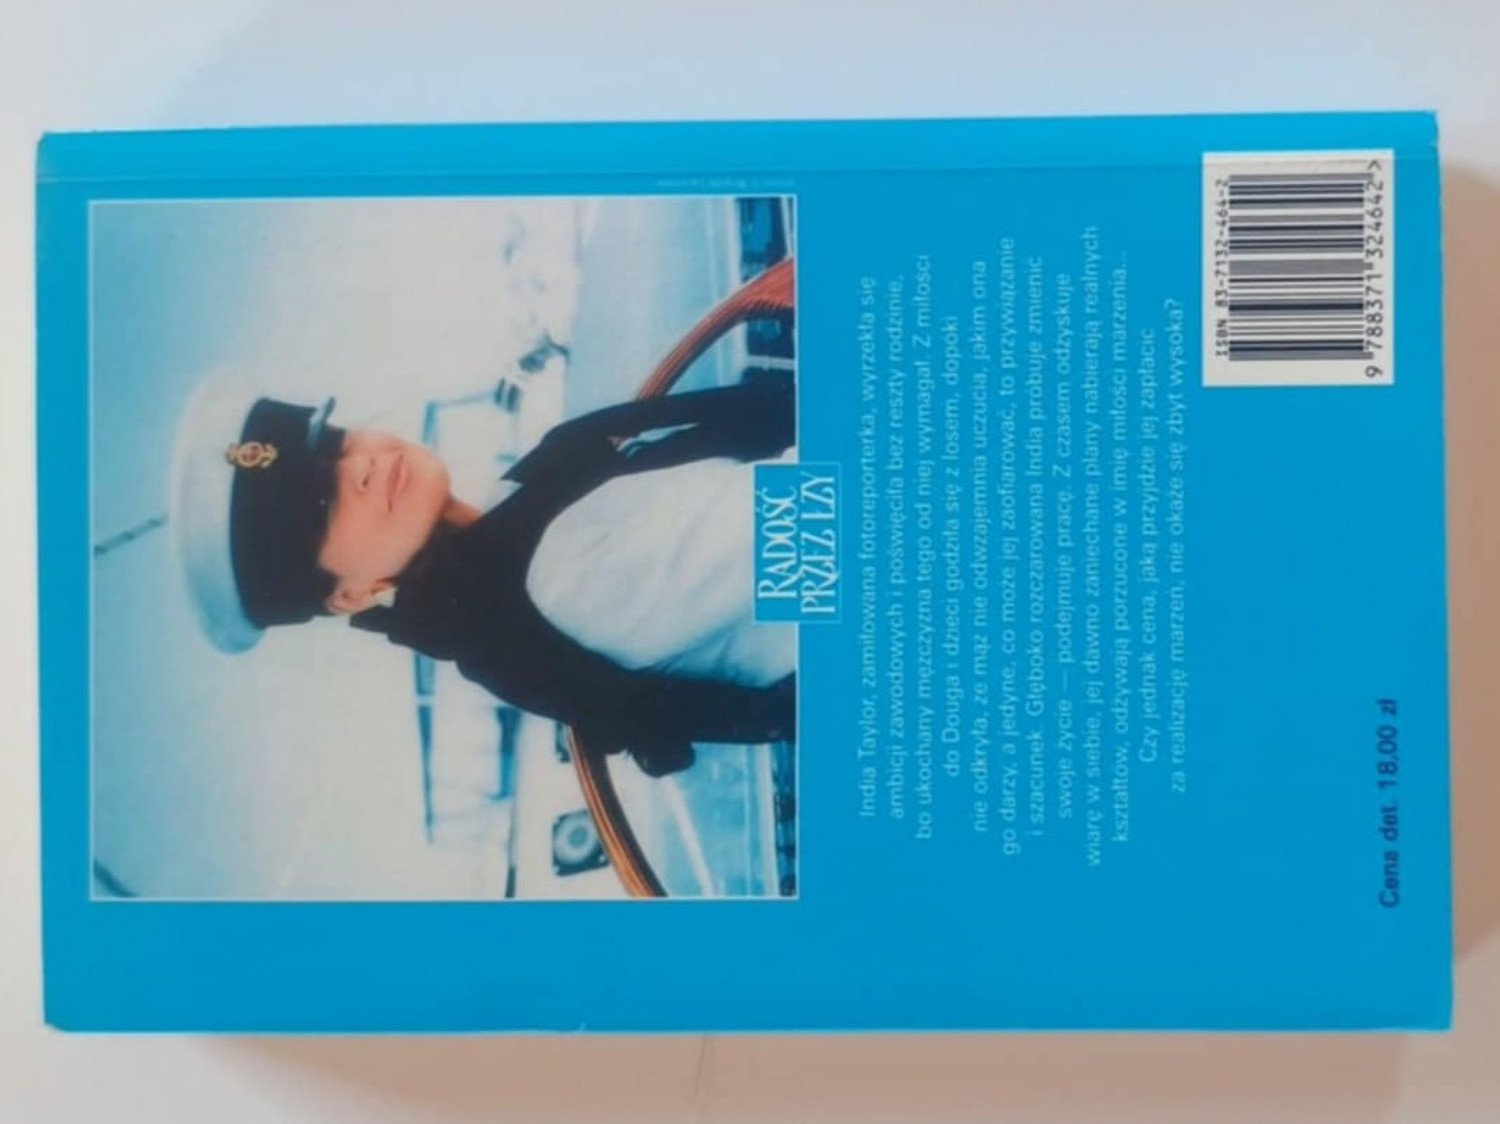 RADOŚĆ
PRZEZ ŁZY
India Taylor, zamiłowana fotoreporterka, wyrzekła się
ambicji zawodowych i poświęciła bez reszty rodzinie,
bo ukochany mężczyzna tego od niej wymagał. Z miłości
do Douga i dzieci godziła się z losem, dopóki
nie odkryła, że mąż nie odwzajemnia uczucia, jakim ona
go darzy, a jedyne, co może jej zaofiarować, to przywiązanie
i szacunek. Głęboko rozczarowana India próbuje zmienić
swoje życie — podejmuje pracę. Z czasem odzyskuje
wiarę w siebie, jej dawno zaniechane plany nabierają realnych
kształtów, odżywają porzucone w imię miłości marzenia...
Czy jednak cena, jaką przyjdzie jej zapłacić
za realizację marzeń, nie okaże się zbyt wysoka?
Cena det. 18,00 zł
ISBN 83-7132-464-2
9 788371 324642 >